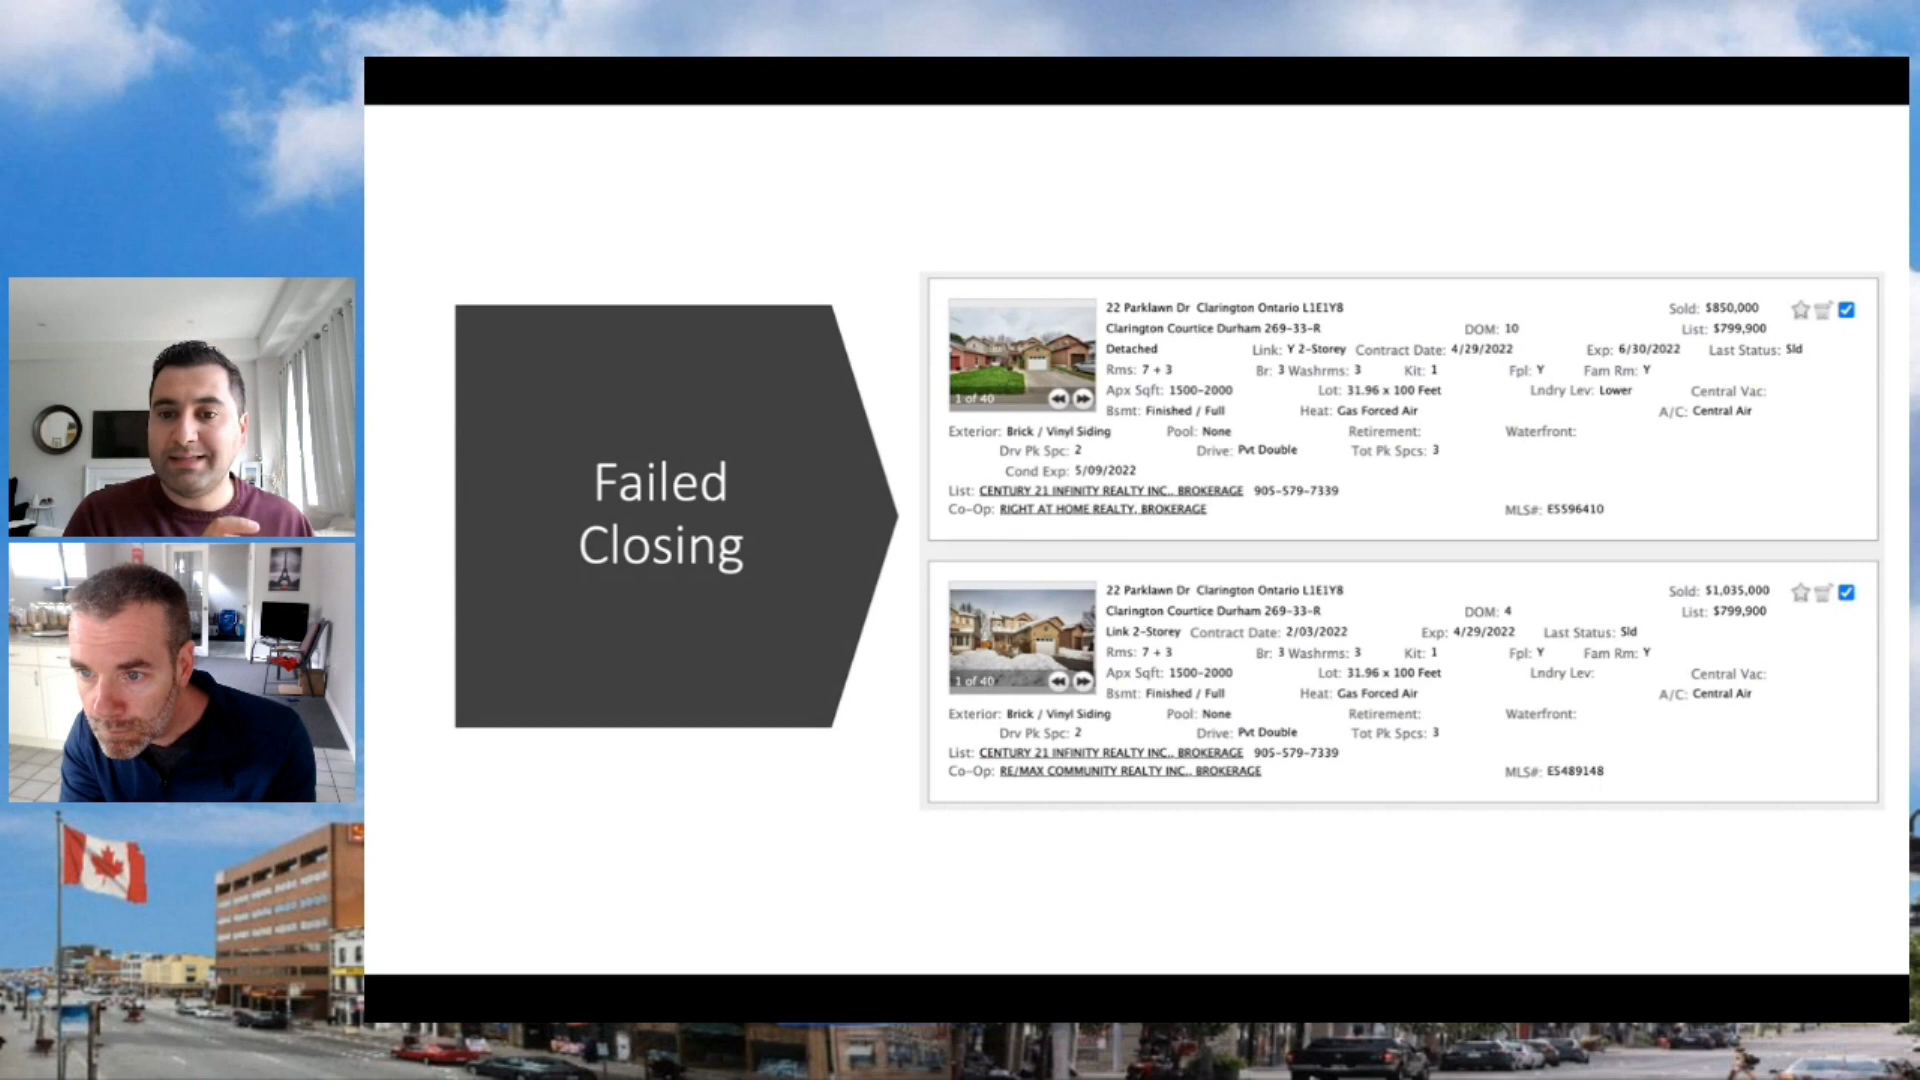 Failed
Closing
22 Parklawn Dr Clarington Ontario L1E1Y8 Sold: $850,000
Clarington Courtice Durham 269-33-R DOM: 10 List: $799,900
Detached Link: Y 2-Storey Contract Date: 4/29/2022 Exp: 6/30/2022 Last Status: Sld
Rms: 7 + 3 Br: 3 Washrms: 3 Kit: 1 Fpl: Y Fam Rm: Y
Apx Sqft: 1500-2000 Lot: 31.96 x 100 Feet Lndry Lev: Lower Central Vac:
1 of 40 Bsmt: Finished / Full Heat: Gas Forced Air A/C: Central Air
Exterior: Brick / Vinyl Siding Pool: None Retirement: Waterfront:
Drv Pk Spc: 2 Drive: Pvt Double Tot Pk Spcs: 3
Cond Exp: 5/09/2022
List: CENTURY 21 INFINITY REALTY INC., BROKERAGE 905-579-7339
Co-Op: RIGHT AT HOME REALTY, BROKERAGE MLS#: E5596410
22 Parklawn Dr Clarington Ontario L1E1Y8 Sold: $1,035,000
Clarington Courtice Durham 269-33-R DOM: 4 List: $799,900
Link 2-Storey Contract Date: 2/03/2022 Exp: 4/29/2022 Last Status: Sld
Rms: 7 + 3 Br: 3 Washrms: 3 Kit: 1 Fpl: Y Fam Rm: Y
Apx Sqft: 1500-2000 Lot: 31.96 x 100 Feet Lndry Lev: Central Vac:
1 of 40 Bsmt: Finished / Full Heat: Gas Forced Air A/C: Central Air
Exterior: Brick / Vinyl Siding Pool: None Retirement: Waterfront:
Drv Pk Spc: 2 Drive: Pvt Double Tot Pk Spcs: 3
List: CENTURY 21 INFINITY REALTY INC., BROKERAGE 905-579-7339
Co-Op: RE/MAX COMMUNITY REALTY INC., BROKERAGE MLS#: E5489148